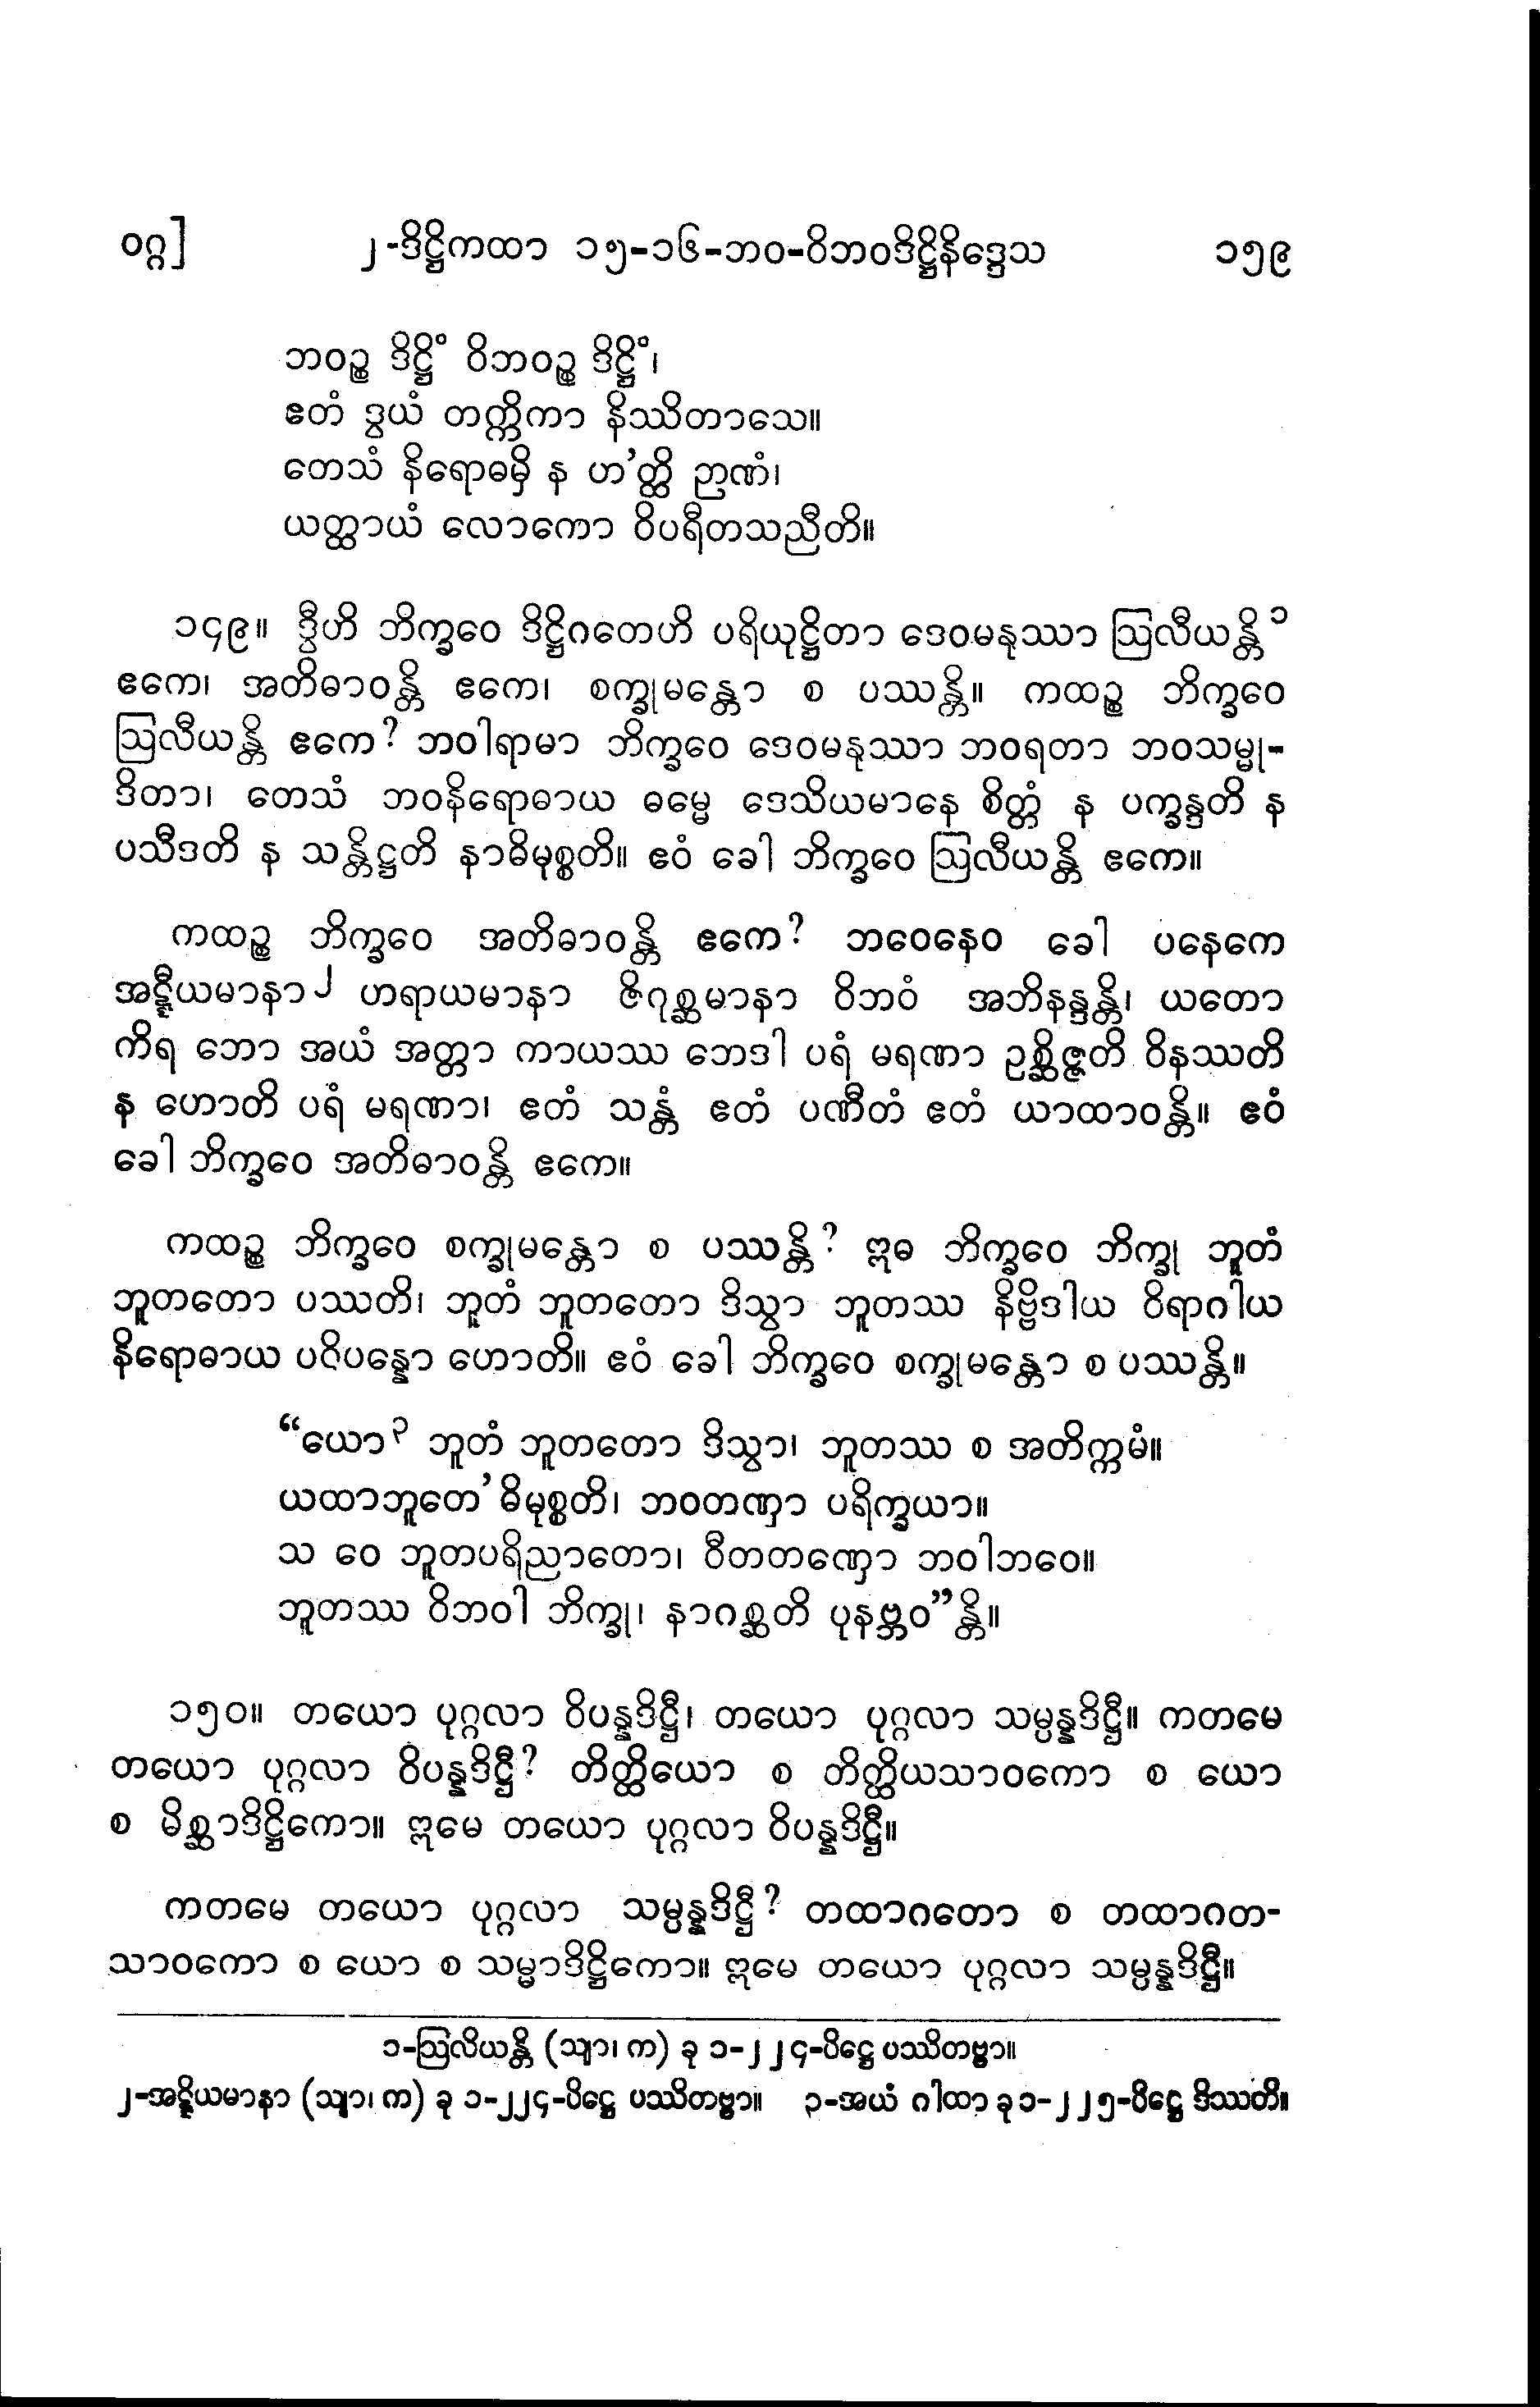 ဝဂ္ဂ] ၂-ဒိဋ္ဌိကထာ ၁၅-၁၆-ဘဝ-ဝိဘဝဒိဋ္ဌိနိဒ္ဒေသ ၁၅၉
ဘဝဉ္စ ဒိဋ္ဌိံ ဝိဘဝဉ္စ ဒိဋ္ဌိံ၊
ဧတံ ဒွယံ တက္ကိကာ နိဿိတာသေ။
တေသံ နိရောဓမှိ န ဟ'တ္ထိ ဉာဏံ၊
ယတ္ထာယံ လောကော ဝိပရီတသညီတိ။
၁၄၉။ ဒွီဟိ ဘိက္ခဝေ ဒိဋ္ဌိဂတေဟိ ပရိယုဋ္ဌိတာ ဒေဝမနုဿာ ဩလီယန္တိ၁
ဧကေ၊ အတိဓာဝန္တိ ဧကေ၊ စက္ခုမန္တော စ ပဿန္တိ။ ကထဉ္စ ဘိက္ခဝေ
ဩလီယန္တိ ဧကေ? ဘဝါရာမာ ဘိက္ခဝေ ဒေဝမနုဿာ ဘဝရတာ ဘဝသမ္မု-
ဒိတာ၊ တေသံ ဘဝနိရောဓာယ ဓမ္မေ ဒေသိယမာနေ စိတ္တံ န ပက္ခန္ဒတိ န
ပသီဒတိ န သန္တိဋ္ဌတိ နာဓိမုစ္စတိ။ ဧဝံ ခေါ ဘိက္ခဝေ ဩလီယန္တိ ဧကေ။
ကထဉ္စ ဘိက္ခဝေ အတိဓာဝန္တိ ဧကေ? ဘဝေနေဝ ခေါ ပနေကေ
အဋ္ဋီယမာနာ၂ ဟရာယမာနာ ဇိဂုစ္ဆမာနာ ဝိဘဝံ အဘိနန္ဒန္တိ၊ ယတော
ကိရ ဘော အယံ အတ္တာ ကာယဿ ဘေဒါ ပရံ မရဏာ ဥစ္ဆိဇ္ဇတိ ဝိနဿတိ
န ဟောတိ ပရံ မရဏာ၊ ဧတံ သန္တံ ဧတံ ပဏီတံ ဧတံ ယာထာဝန္တိ။ ဧဝံ
ခေါ ဘိက္ခဝေ အတိဓာဝန္တိ ဧကေ။
ကထဉ္စ ဘိက္ခဝေ စက္ခုမန္တော စ ပဿန္တိ? ဣဓ ဘိက္ခဝေ ဘိက္ခု ဘူတံ
ဘူတတော ပဿတိ၊ ဘူတံ ဘူတတော ဒိသွာ ဘူတဿ နိဗ္ဗိဒါယ ဝိရာဂါယ
နိရောဓာယ ပဋိပန္နော ဟောတိ။ ဧဝံ ခေါ ဘိက္ခဝေ စက္ခုမန္တော စ ပဿန္တိ။
“ယော၃ ဘူတံ ဘူတတော ဒိသွာ၊ ဘူတဿ စ အတိက္ကမံ။
ယထာဘူတေ'ဓိမုစ္စတိ၊ ဘဝတဏှာ ပရိက္ခယာ။
သ ဝေ ဘူတပရိညာတော၊ ဝီတတဏှော ဘဝါဘဝေ။
ဘူတဿ ဝိဘဝါ ဘိက္ခု၊ နာဂစ္ဆတိ ပုနဗ္ဘဝ”န္တိ။
၁၅၀။ တယော ပုဂ္ဂလာ ဝိပန္နဒိဋ္ဌီ၊ တယော ပုဂ္ဂလာ သမ္ပန္နဒိဋ္ဌီ။ ကတမေ
တယော ပုဂ္ဂလာ ဝိပန္နဒိဋ္ဌီ? တိတ္ထိယော စ တိတ္ထိယသာဝကော စ ယော
စ မိစ္ဆာဒိဋ္ဌိကော။ ဣမေ တယော ပုဂ္ဂလာ ဝိပန္နဒိဋ္ဌီ။
ကတမေ တယော ပုဂ္ဂလာ သမ္ပန္နဒိဋ္ဌီ? တထာဂတော စ တထာဂတ-
သာဝကော စ ယော စ သမ္မာဒိဋ္ဌိကော။ ဣမေ တယော ပုဂ္ဂလာ သမ္ပန္နဒိဋ္ဌီ။
၁-ဩလိယန္တိ (သျာ၊ က) ခု ၁-၂၂၄-ပိဋ္ဌေ ပဿိတဗ္ဗာ။
၂-အဋ္ဋိယမာနာ (သျာ၊ က) ခု ၁-၂၂၄-ပိဋ္ဌေ ပဿိတဗ္ဗာ။ ၃-အယံ ဂါထာ ခု ၁-၂၂၅-ပိဋ္ဌေ ဒိဿတိ။